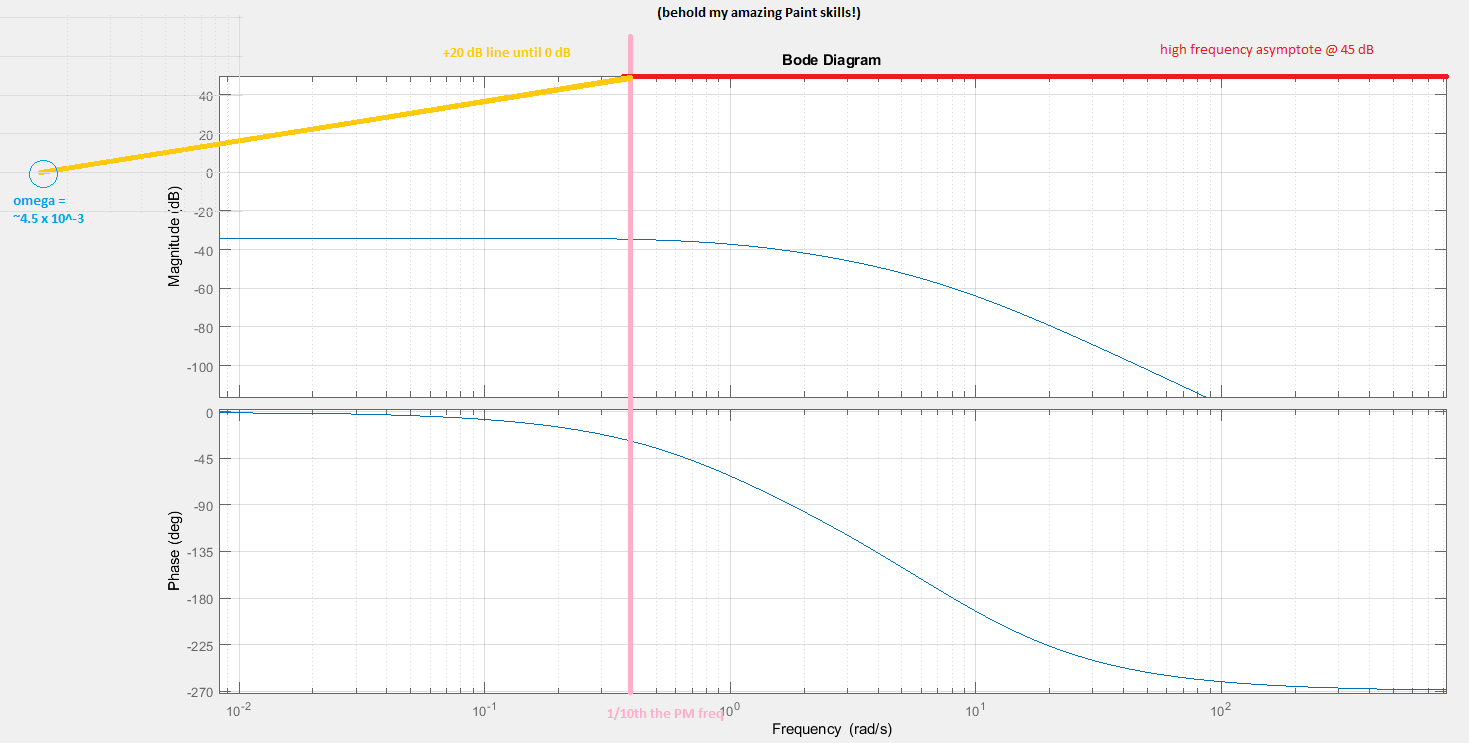 (behold my amazing Paint skills!)
+20 dB line until 0 dB
high frequency asymptote @ 45 dB
Bode Diagram
40
20
0
-20
-40
-60
-80
-100
Magnitude (dB)
omega =
~4.5 x 10^-3
0
-45
-90
-135
-180
-225
-270
Phase (deg)
10^-2
10^-1
10^0
10^1
10^2
1/10th the PM freq
Frequency (rad/s)